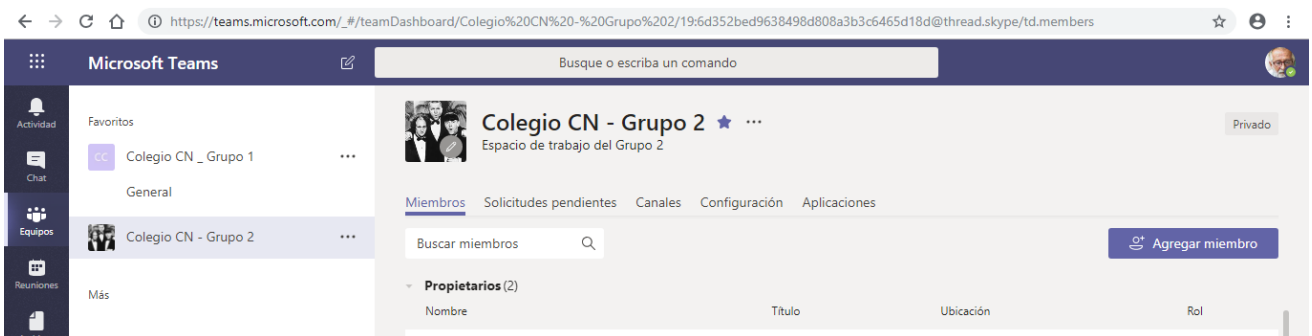 https://teams.microsoft.com/_#/teamDashboard/Colegio%20CN%20-%20Grupo%202/19:6d352bed9638498d808a3b3c6465d18d@thread.skype/td.members
Microsoft Teams
Busque o escriba un comando
Actividad
Chat
Equipos
Reuniones
Favoritos
CC Colegio CN _ Grupo 1
General
Colegio CN - Grupo 2
Más
Colegio CN - Grupo 2
Privado
Espacio de trabajo del Grupo 2
Miembros Solicitudes pendientes Canales Configuración Aplicaciones
Buscar miembros
Agregar miembro
Propietarios (2)
Nombre Título Ubicación Rol